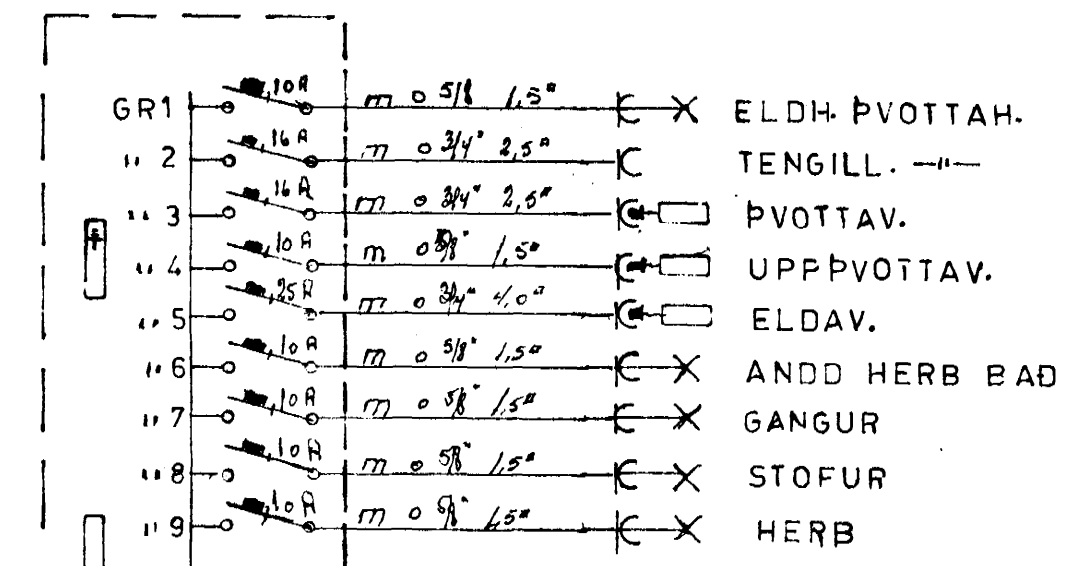 GR1 10A m o 5/8 1,5" ELDH. ÞVOTTAH.
" 2 16A m o 3/4" 2,5" TENGILL. —"—
" 3 16A m o 3/4" 2,5" ÞVOTTAV.
" 4 10A m o 5/8" 1,5" UPPÞVOTTAV.
" 5 25A m o 3/4" 4,0" ELDAV.
" 6 10A m o 5/8" 1,5" ANDD HERB BAÐ
" 7 10A m o 5/8" 1,5" GANGUR
" 8 10A m o 5/8" 1,5" STOFUR
" 9 10A m o 5/8" 1,5" HERB